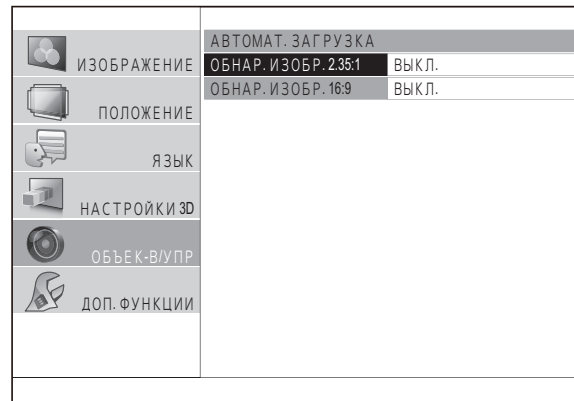 ИЗОБРАЖЕНИЕ
ПОЛОЖЕНИЕ
ЯЗЫК
НАСТРОЙКИ 3D
ОБЪЕК-В/УПР
ДОП. ФУНКЦИИ
АВТОМАТ. ЗАГРУЗКА
ОБНАР. ИЗОБР. 2.35:1 ВЫКЛ.
ОБНАР. ИЗОБР. 16:9 ВЫКЛ.